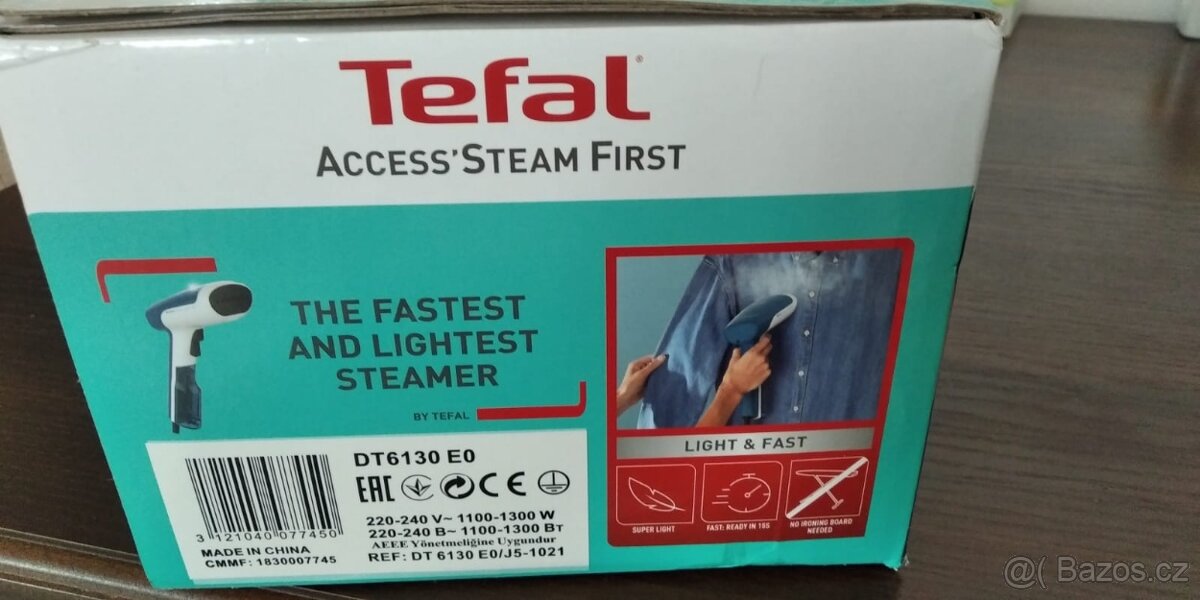 Tefal®
ACCESS'STEAM FIRST
THE FASTEST
AND LIGHTEST
STEAMER
BY TEFAL
LIGHT & FAST
SUPER LIGHT
FAST: READY IN 15S
NO IRONING BOARD
NEEDED
DT6130 E0
EAC CE
220-240 V~ 1100-1300 W
220-240 В~ 1100-1300 Вт
AEEE Yönetmeliğine Uygundur
REF: DT 6130 E0/J5-1021
3 121040 077450
MADE IN CHINA
CMMF: 1830007745
@( Bazos.cz